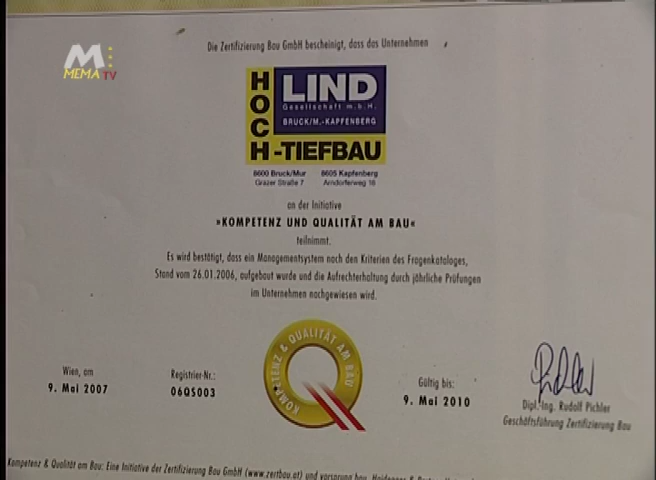 M
MEMA TV
Die Zertifizierung Bau GmbH bescheinigt, dass das Unternehmen
HOCH
LIND
Gesellschaft m.b.H.
BRUCK/M.-KAPFENBERG
-TIEFBAU
8600 Bruck/Mur 8605 Kapfenberg
Grazer Straße 7 Arndorferweg 16
an der Initiative
»KOMPETENZ UND QUALITÄT AM BAU«
teilnimmt.
Es wird bestätigt, dass ein Managementsystem nach den Kriterien des Fragenkataloges,
Stand vom 26.01.2006, aufgebaut wurde und die Aufrechterhaltung durch jährliche Prüfungen
im Unternehmen nachgewiesen wird.
KOMPETENZ & QUALITÄT AM BAU
Wien, am
9. Mai 2007
Registrier-Nr.:
06QS003
Gültig bis:
9. Mai 2010
Dipl.-Ing. Rudolf Pichler
Geschäftsführung Zertifizierung Bau
Kompetenz & Qualität am Bau: Eine Initiative der Zertifizierung Bau GmbH (www.zertbau.at) und vorsprung bau,